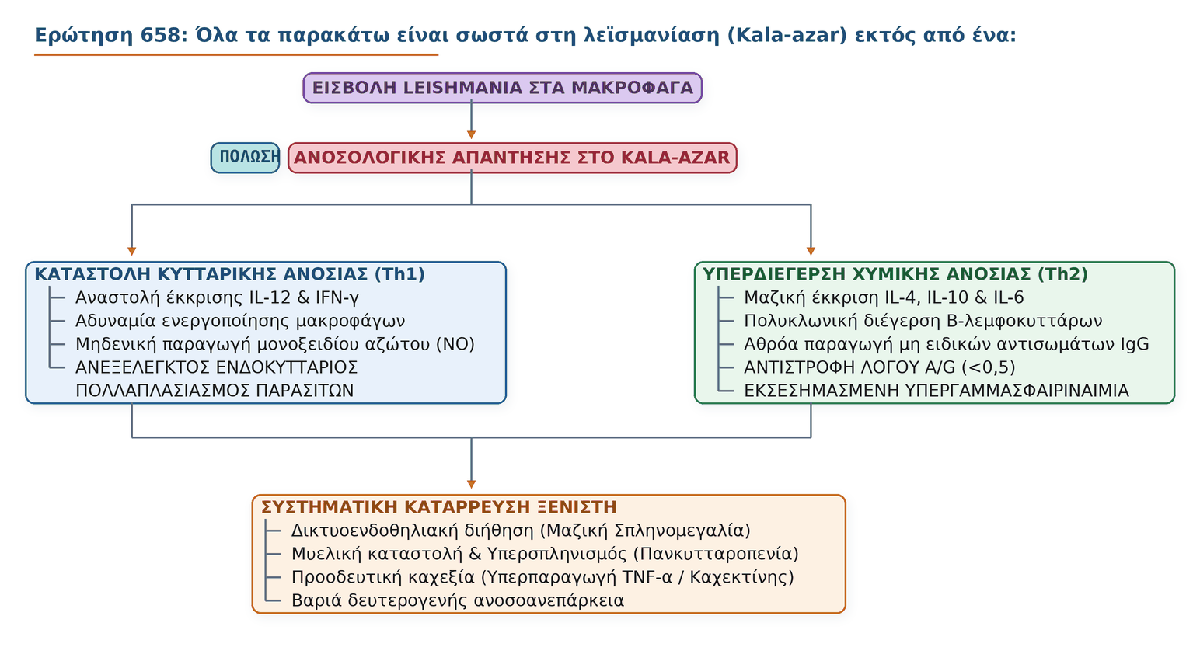 Ερώτηση 658: Όλα τα παρακάτω είναι σωστά στη λεϊσμανίαση (Kala-azar) εκτός από ένα:
ΕΙΣΒΟΛΗ LEISHMANIA ΣΤΑ ΜΑΚΡΟΦΑΓΑ
ΠΟΛΩΣΗ ΑΝΟΣΟΛΟΓΙΚΗΣ ΑΠΑΝΤΗΣΗΣ ΣΤΟ KALA-AZAR
ΚΑΤΑΣΤΟΛΗ ΚΥΤΤΑΡΙΚΗΣ ΑΝΟΣΙΑΣ (Th1)
Αναστολή έκκρισης IL-12 & IFN-γ
Αδυναμία ενεργοποίησης μακροφάγων
Μηδενική παραγωγή μονοξειδίου αζώτου (NO)
ΑΝΕΞΕΛΕΓΚΤΟΣ ΕΝΔΟΚΥΤΤΑΡΙΟΣ
ΠΟΛΛΑΠΛΑΣΙΑΣΜΟΣ ΠΑΡΑΣΙΤΩΝ
ΥΠΕΡΔΙΕΓΕΡΣΗ ΧΥΜΙΚΗΣ ΑΝΟΣΙΑΣ (Th2)
Μαζική έκκριση IL-4, IL-10 & IL-6
Πολυκλωνική διέγερση Β-λεμφοκυττάρων
Αθρόα παραγωγή μη ειδικών αντισωμάτων IgG
ΑΝΤΙΣΤΡΟΦΗ ΛΟΓΟΥ A/G (<0,5)
ΕΚΣΕΣΗΜΑΣΜΕΝΗ ΥΠΕΡΓΑΜΜΑΣΦΑΙΡΙΝΑΙΜΙΑ
ΣΥΣΤΗΜΑΤΙΚΗ ΚΑΤΑΡΡΕΥΣΗ ΞΕΝΙΣΤΗ
Δικτυοενδοθηλιακή διήθηση (Μαζική Σπληνομεγαλία)
Μυελική καταστολή & Υπερσπληνισμός (Πανκυτταροπενία)
Προοδευτική καχεξία (Υπερπαραγωγή TNF-α / Καχεκτίνης)
Βαριά δευτερογενής ανοσοανεπάρκεια